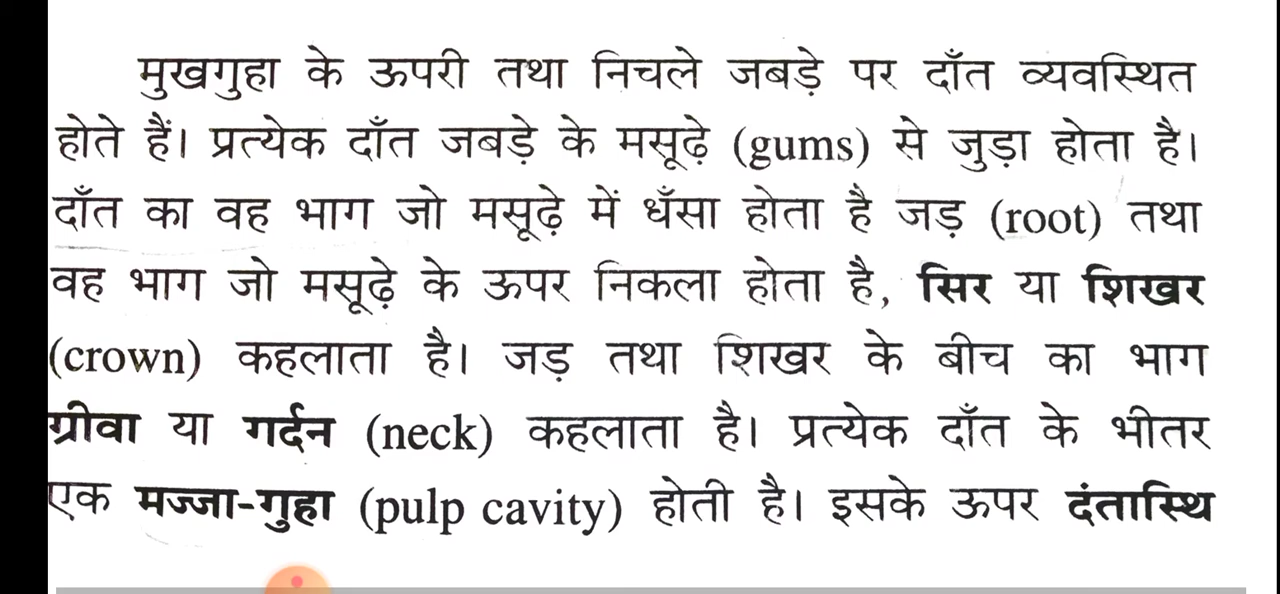 मुखगुहा के ऊपरी तथा निचले जबड़े पर दाँत व्यवस्थित
होते हैं। प्रत्येक दाँत जबड़े के मसूढ़े (gums) से जुड़ा होता है।
दाँत का वह भाग जो मसूढ़े में धँसा होता है जड़ (root) तथा
वह भाग जो मसूढ़े के ऊपर निकला होता है, सिर या शिखर
(crown) कहलाता है। जड़ तथा शिखर के बीच का भाग
ग्रीवा या गर्दन (neck) कहलाता है। प्रत्येक दाँत के भीतर
एक मज्जा-गुहा (pulp cavity) होती है। इसके ऊपर दंतास्थि